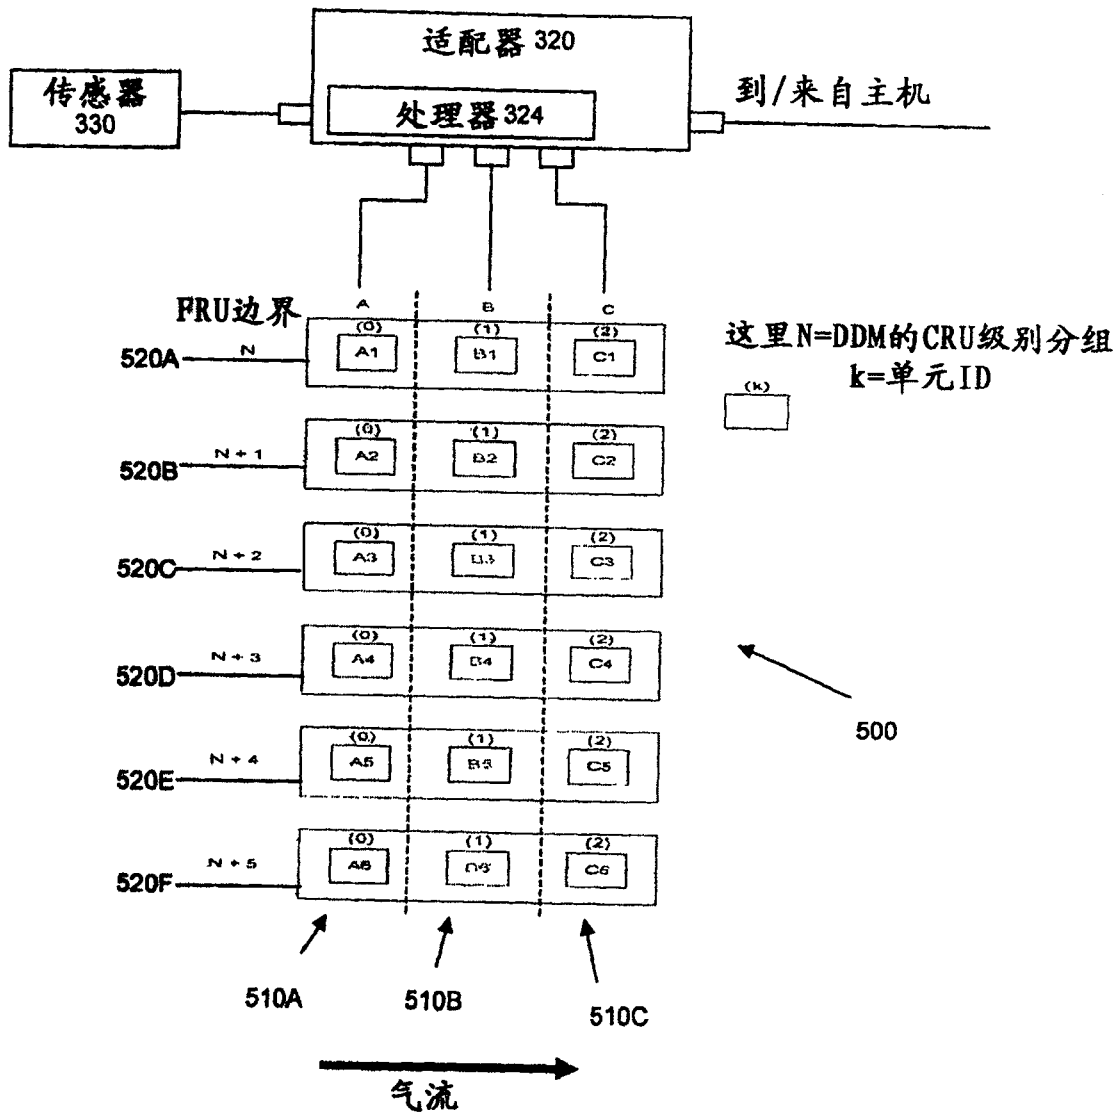 适配器 320
传感器
330
处理器 324
到/来自主机
A B C
FRU边界
520A N (0) A1 (1) B1 (2) C1
这里N=DDM的CRU级别分组
k=单元ID
(k)
520B N + 1 (0) A2 (1) B2 (2) C2
520C N + 2 (0) A3 (1) B3 (2) C3
520D N + 3 (0) A4 (1) B4 (2) C4
500
520E N + 4 (0) A5 (1) (2) C5
520F N + 5 (0) A6 (1) (2) C6
510A 510B 510C
气流